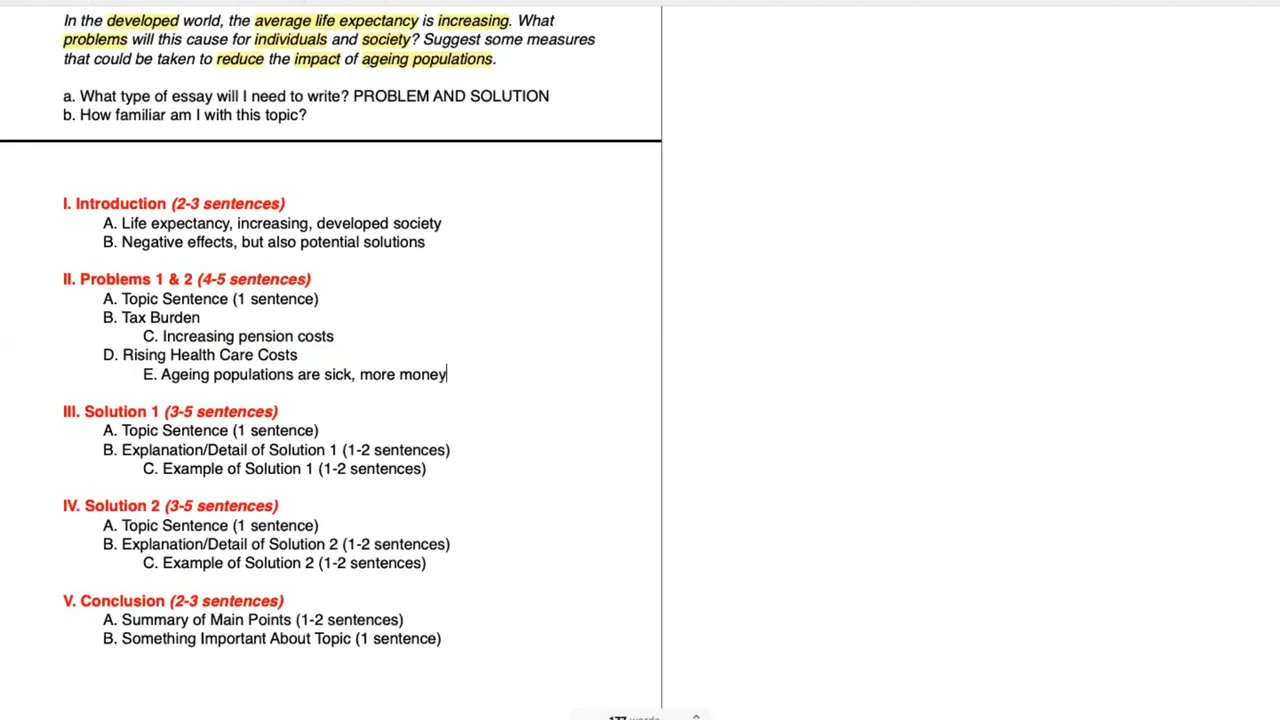 In the developed world, the average life expectancy is increasing. What
problems will this cause for individuals and society? Suggest some measures
that could be taken to reduce the impact of ageing populations.
a. What type of essay will I need to write? PROBLEM AND SOLUTION
b. How familiar am I with this topic?
I. Introduction (2-3 sentences)
A. Life expectancy, increasing, developed society
B. Negative effects, but also potential solutions
II. Problems 1 & 2 (4-5 sentences)
A. Topic Sentence (1 sentence)
B. Tax Burden
C. Increasing pension costs
D. Rising Health Care Costs
E. Ageing populations are sick, more money
III. Solution 1 (3-5 sentences)
A. Topic Sentence (1 sentence)
B. Explanation/Detail of Solution 1 (1-2 sentences)
C. Example of Solution 1 (1-2 sentences)
IV. Solution 2 (3-5 sentences)
A. Topic Sentence (1 sentence)
B. Explanation/Detail of Solution 2 (1-2 sentences)
C. Example of Solution 2 (1-2 sentences)
V. Conclusion (2-3 sentences)
A. Summary of Main Points (1-2 sentences)
B. Something Important About Topic (1 sentence)
177 words